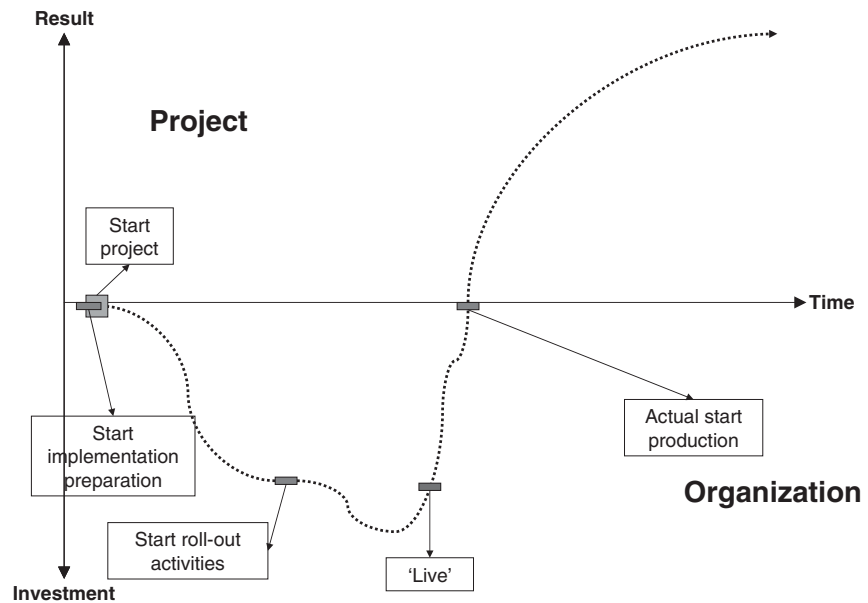 Result
Project
Start
project
Time
Start
implementation
preparation
Actual start
production
Organization
Start roll-out
activities
‘Live’
Investment